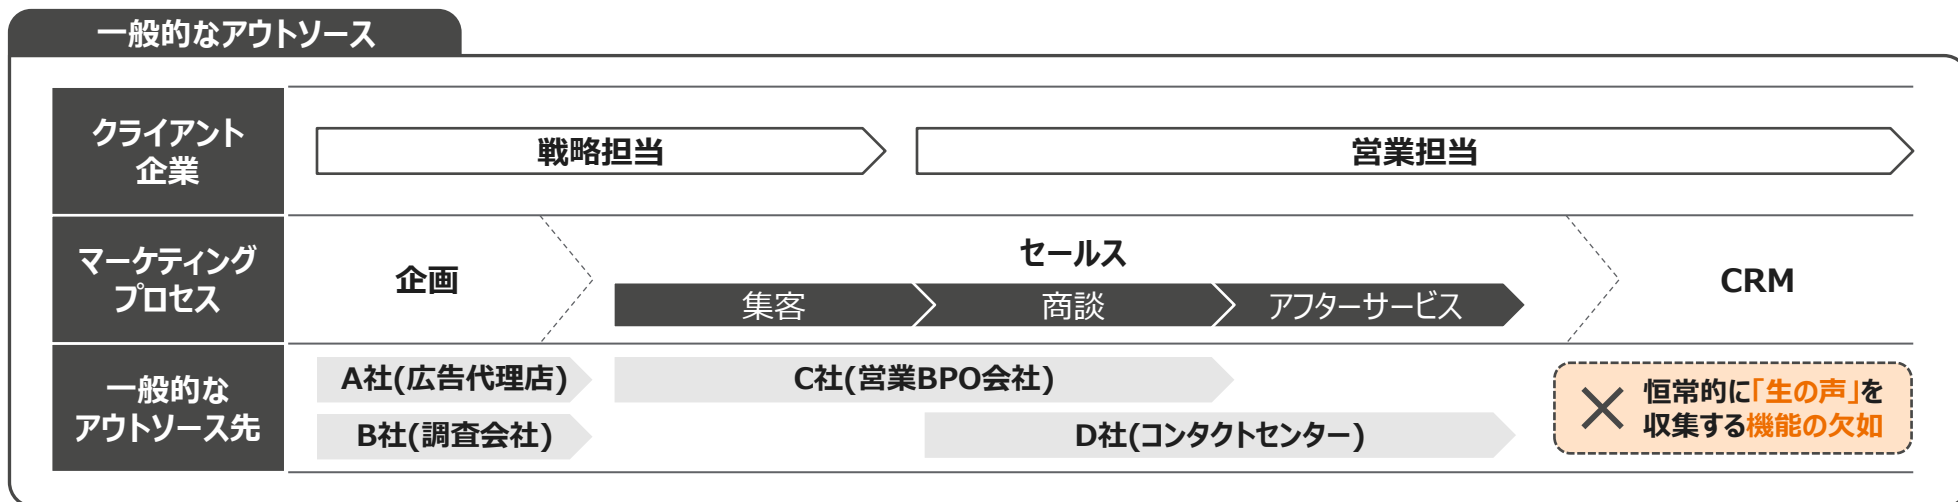 一般的なアウトソース
クライアント
企業
戦略担当
営業担当
マーケティング
プロセス
企画
セールス
集客
商談
アフターサービス
CRM
一般的な
アウトソース先
A社(広告代理店)
B社(調査会社)
C社(営業BPO会社)
D社(コンタクトセンター)
恒常的に「生の声」を
収集する機能の欠如